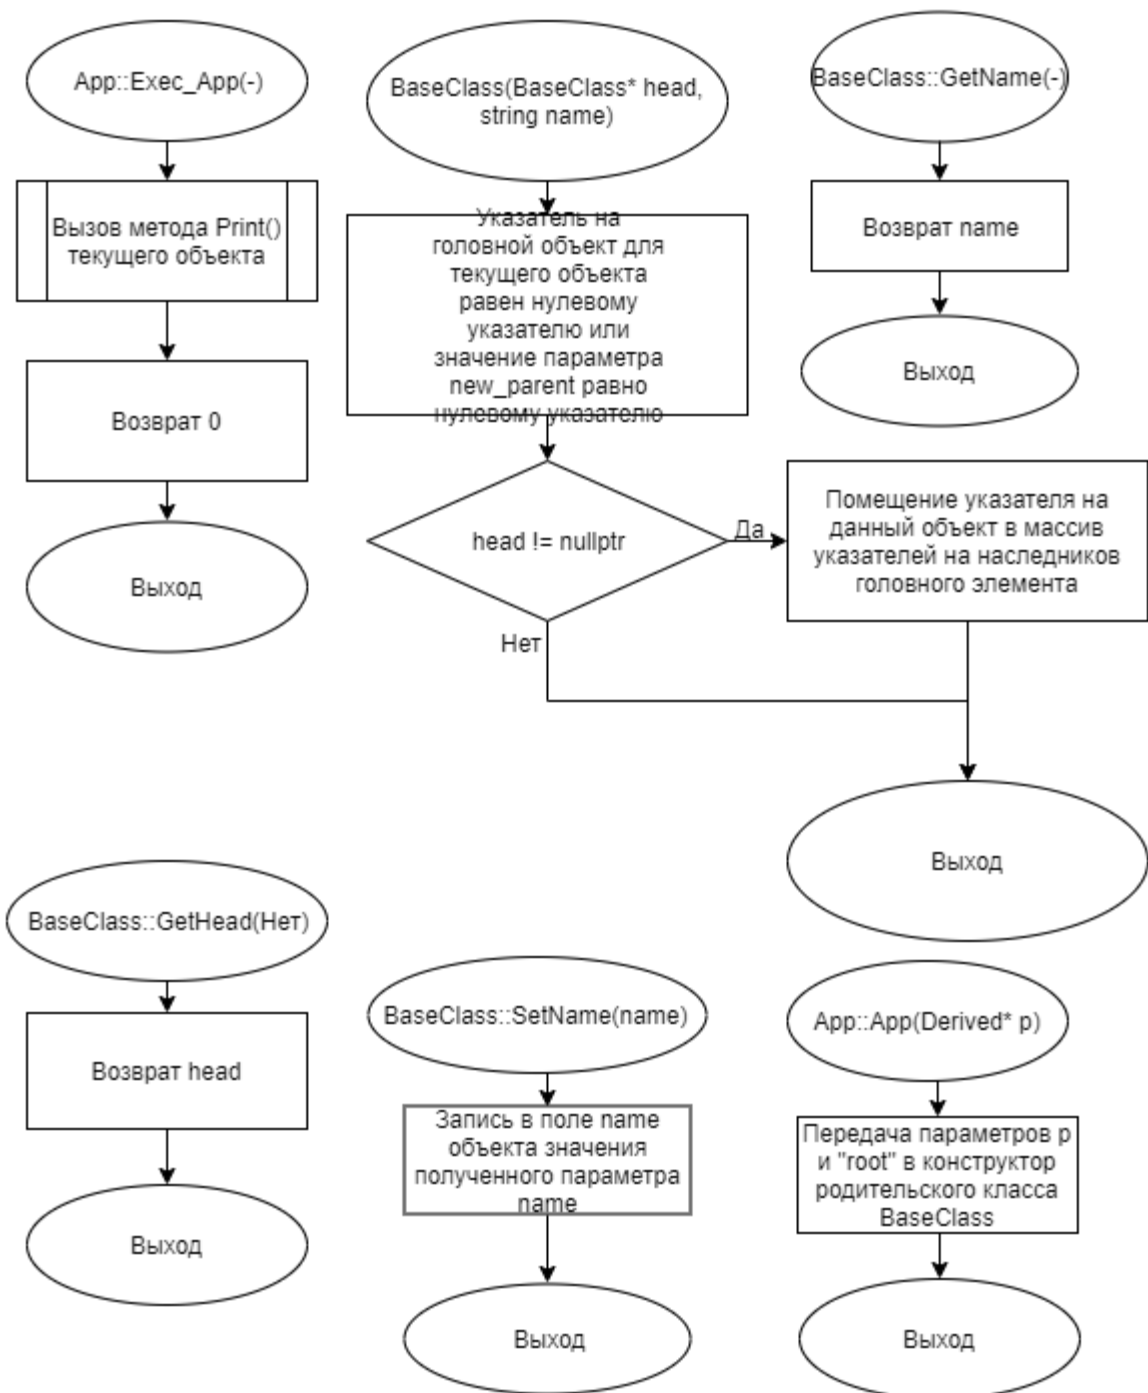 App::Exec_App(-)
Вызов метода Print()
текущего объекта
Возврат 0
Выход
BaseClass(BaseClass* head,
string name)
Указатель на
головной объект для
текущего объекта
равен нулевому
указателю или
значение параметра
new_parent равно
нулевому указателю
head != nullptr
Да
Нет
Помещение указателя на
данный объект в массив
указателей на наследников
головного элемента
Выход
BaseClass::GetName(-)
Возврат name
Выход
BaseClass::GetHead(Нет)
Возврат head
Выход
BaseClass::SetName(name)
Запись в поле name
объекта значения
полученного параметра
name
Выход
App::App(Derived* p)
Передача параметров p
и "root" в конструктор
родительского класса
BaseClass
Выход